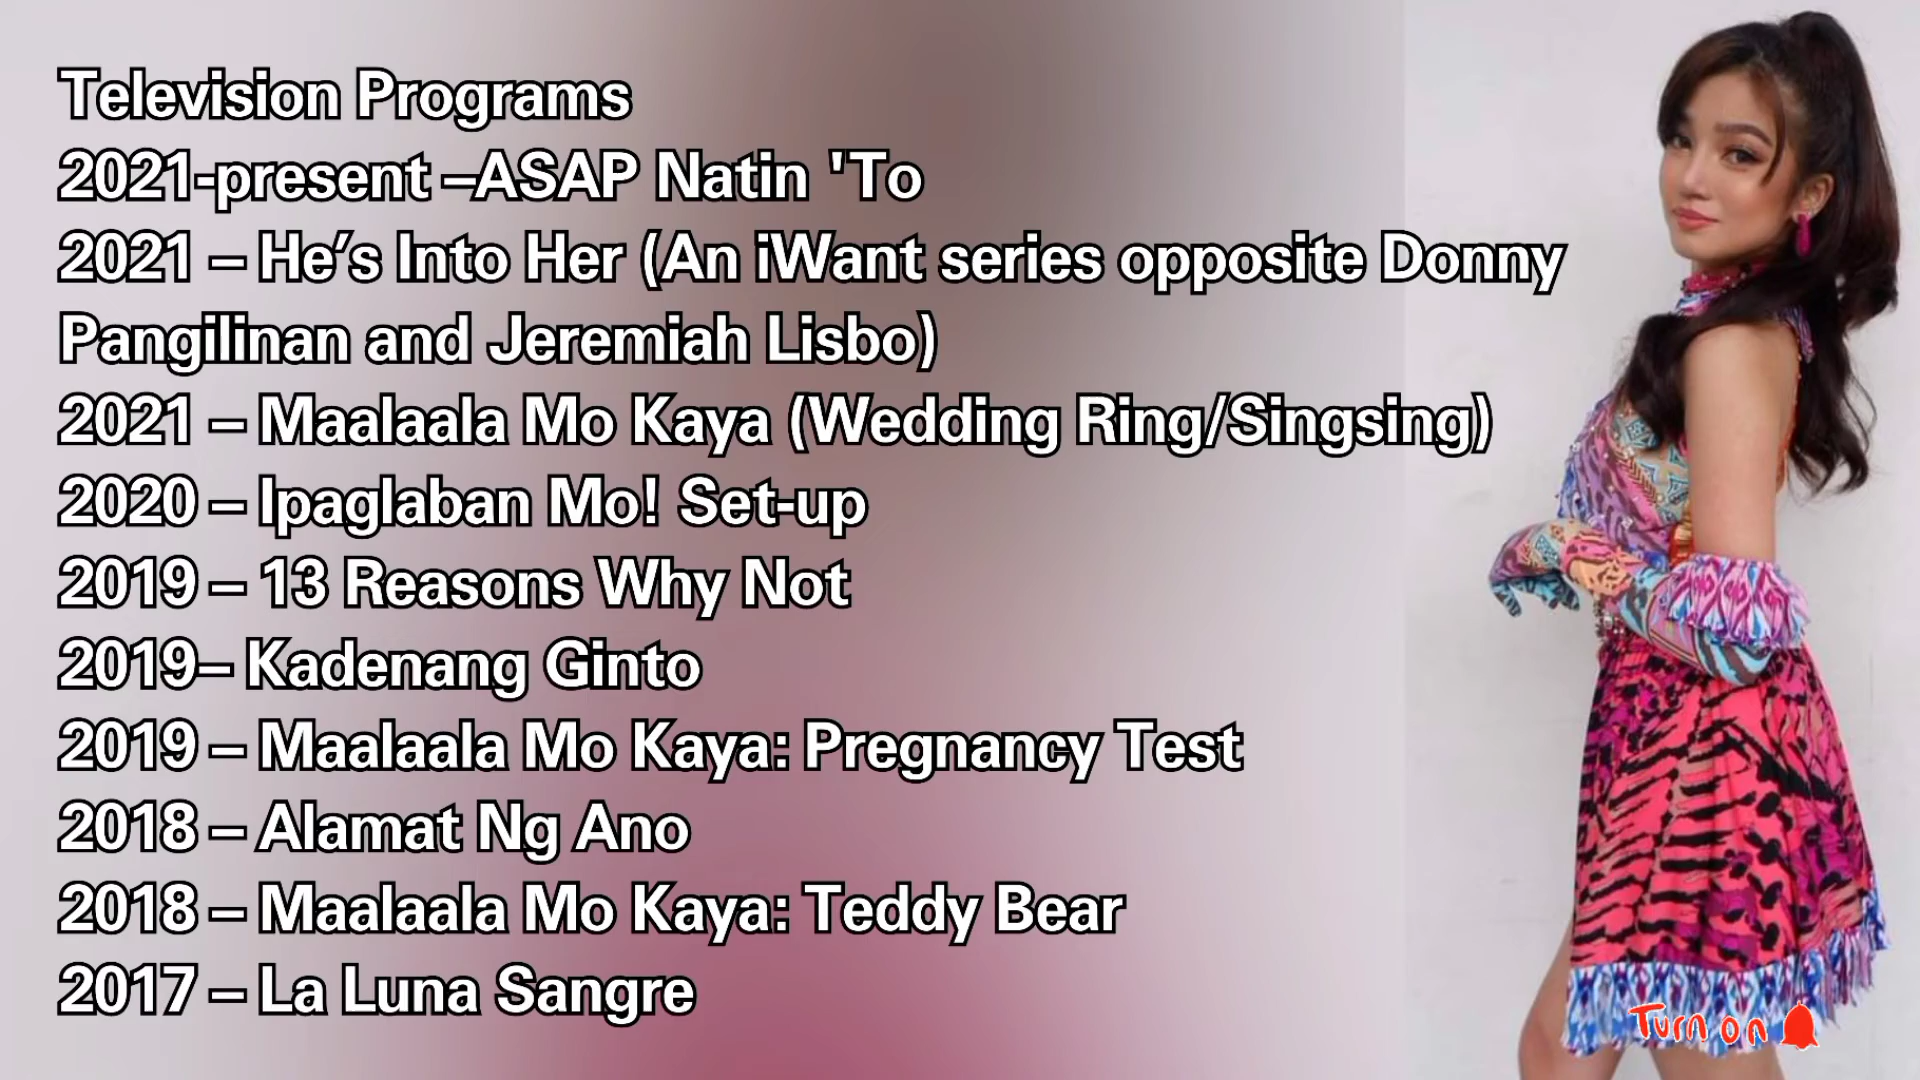 Television Programs
2021-present –ASAP Natin 'To
2021 – He’s Into Her (An iWant series opposite Donny
Pangilinan and Jeremiah Lisbo)
2021 – Maalaala Mo Kaya (Wedding Ring/Singsing)
2020 – Ipaglaban Mo! Set-up
2019 – 13 Reasons Why Not
2019– Kadenang Ginto
2019 – Maalaala Mo Kaya: Pregnancy Test
2018 – Alamat Ng Ano
2018 – Maalaala Mo Kaya: Teddy Bear
2017 – La Luna Sangre
Turn on